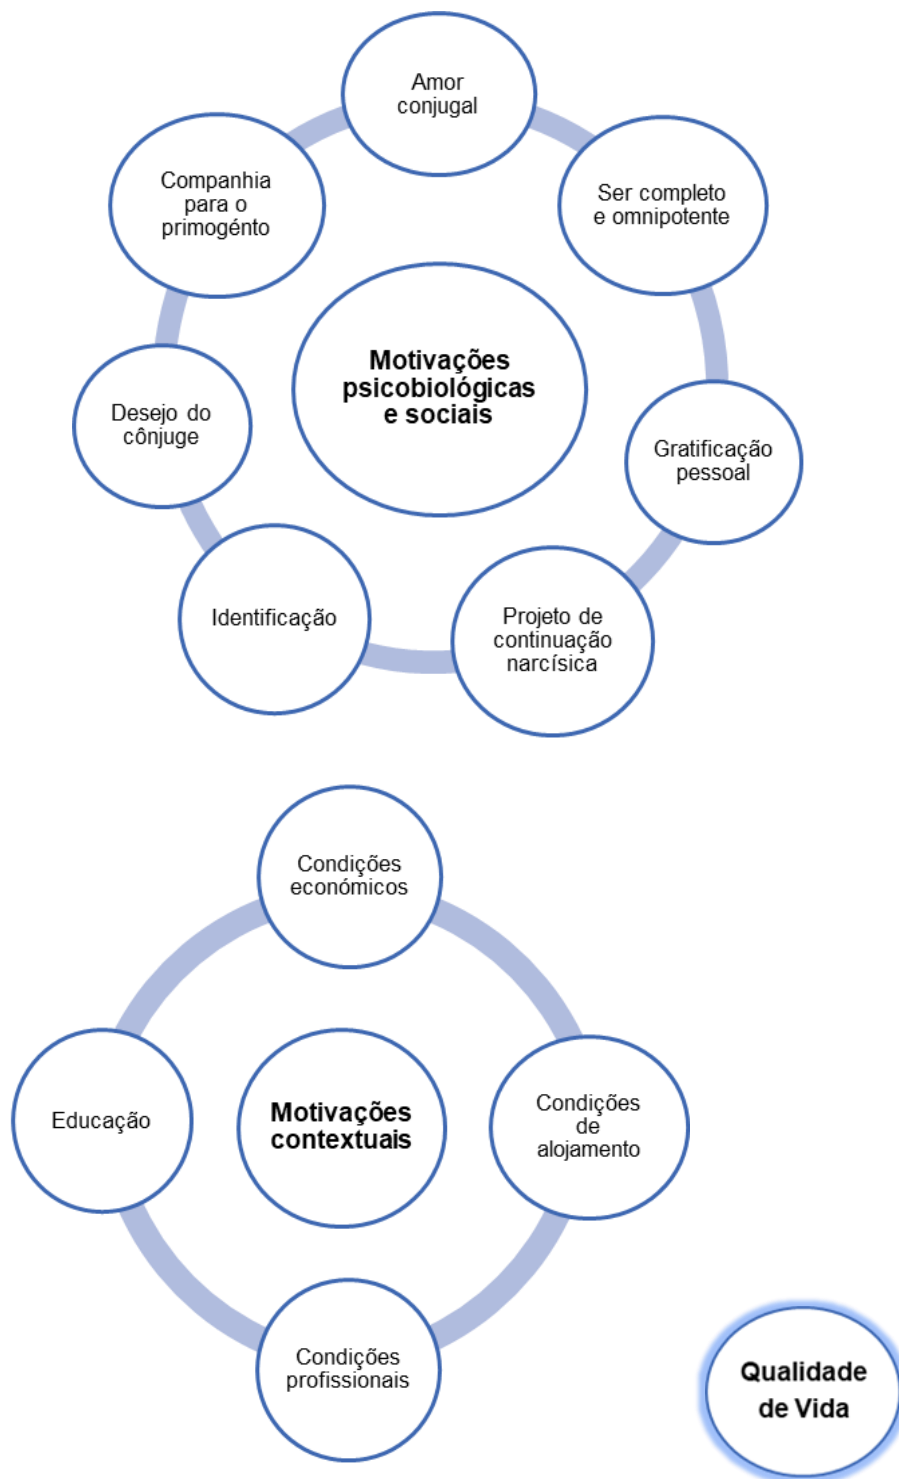 Amor
conjugal
Companhia
para o
primogénto
Ser completo
e omnipotente
Motivações
psicobiológicas
e sociais
Desejo do
cônjuge
Gratificação
pessoal
Identificação
Projeto de
continuação
narcísica
Condições
económicos
Educação
Motivações
contextuais
Condições
de
alojamento
Condições
profissionais
Qualidade
de Vida